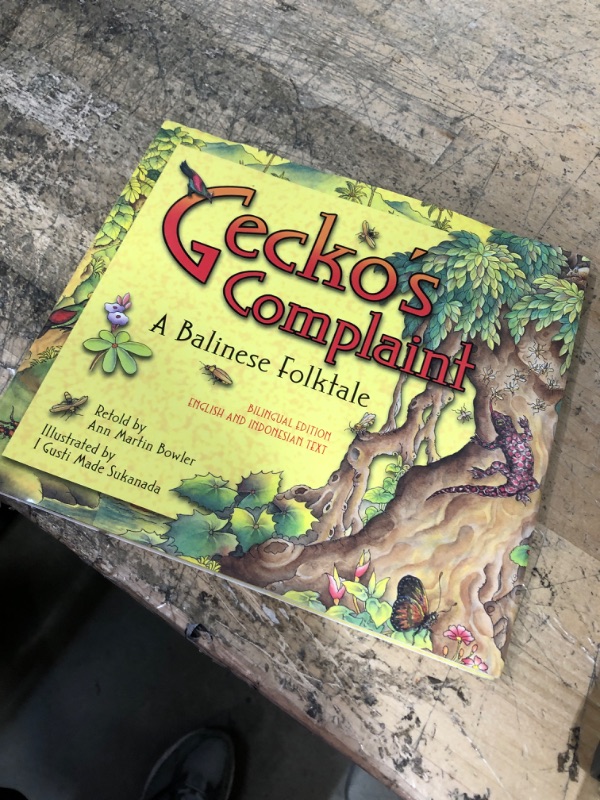 Gecko's
Complaint
A Balinese Folktale
BILINGUAL EDITION
ENGLISH AND INDONESIAN TEXT
Retold by
Ann Martin Bowler
Illustrated by
I Gusti Made Sukanada